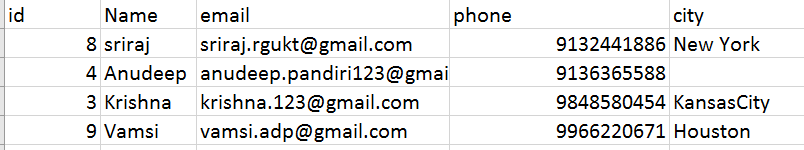 id Name email phone city
8 sriraj sriraj.rgukt@gmail.com 9132441886 New York
4 Anudeep anudeep.pandiri123@gmai 9136365588
3 Krishna krishna.123@gmail.com 9848580454 KansasCity
9 Vamsi vamsi.adp@gmail.com 9966220671 Houston